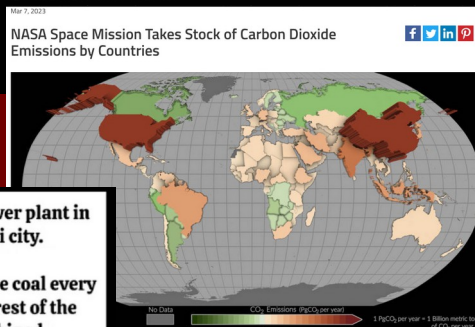 Mar 7, 2023
NASA Space Mission Takes Stock of Carbon Dioxide
Emissions by Countries
wer plant in
i city.
e coal every
rest of the
No Data
CO₂ Emissions (PgCO₂ per year)
1 PgCO₂ per year = 1 Billion metric to
of CO₂ per